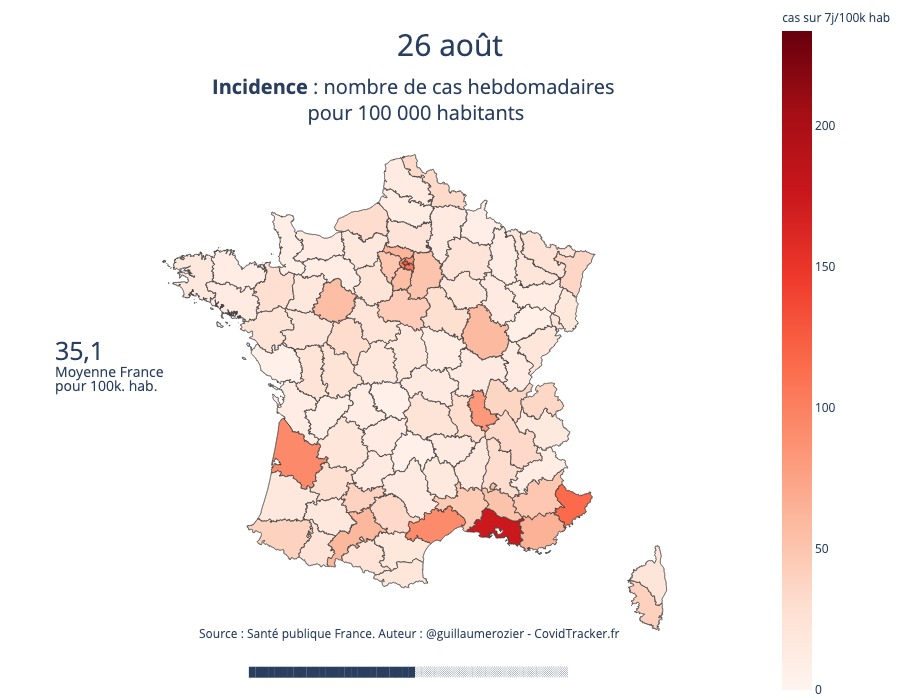 cas sur 7j/100k hab
26 août
Incidence : nombre de cas hebdomadaires
pour 100 000 habitants
200
150
35,1
Moyenne France
pour 100k. hab.
100
50
Source : Santé publique France. Auteur : @guillaumerozier - CovidTracker.fr
0